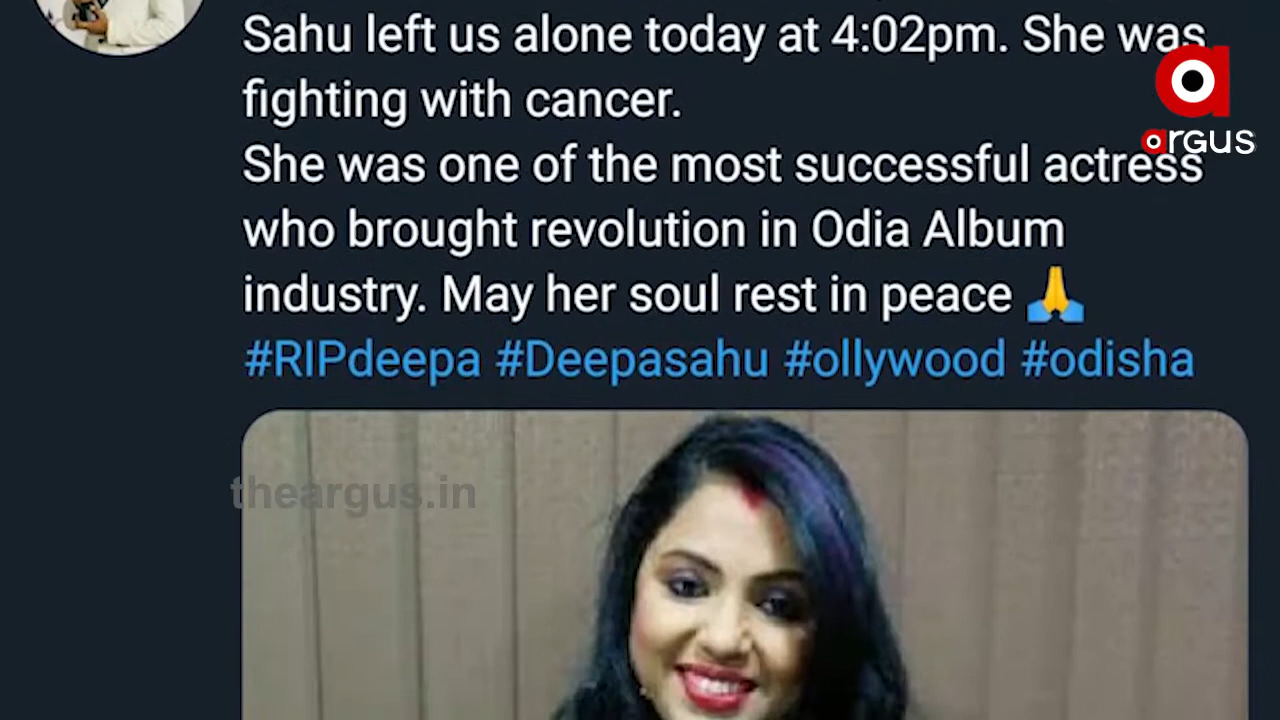 Sahu left us alone today at 4:02pm. She was
fighting with cancer.
She was one of the most successful actress
who brought revolution in Odia Album
industry. May her soul rest in peace 🙏
#RIPdeepa #Deepasahu #ollywood #odisha
argus
theargus.in